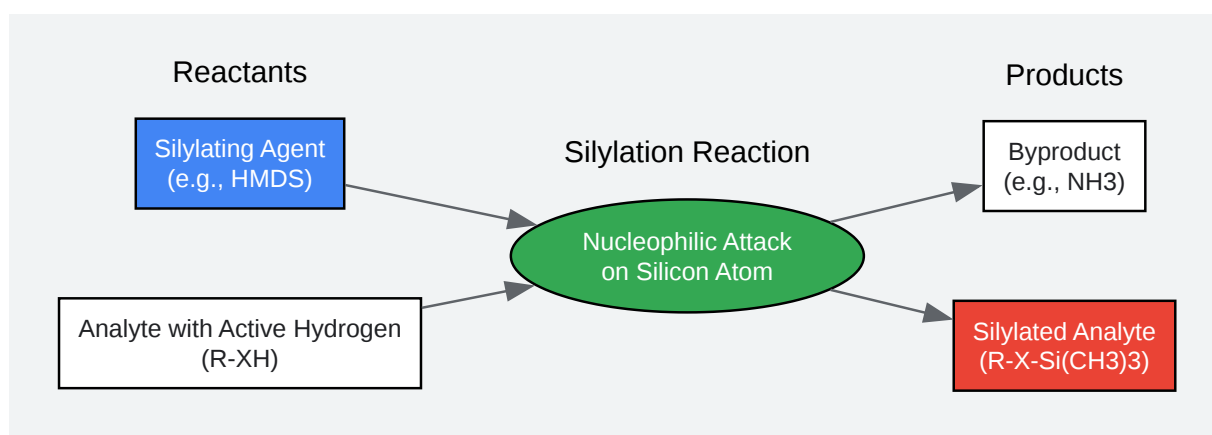 Reactants
Silylating Agent
(e.g., HMDS)
Analyte with Active Hydrogen
(R-XH)
Silylation Reaction
Nucleophilic Attack
on Silicon Atom
Products
Byproduct
(e.g., NH3)
Silylated Analyte
(R-X-Si(CH3)3)